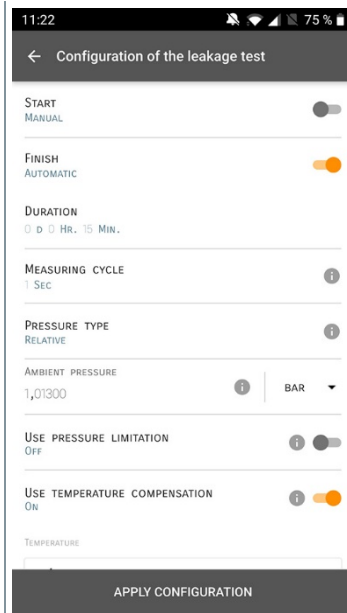 11:22
75 %
Configuration of the leakage test
START
MANUAL
FINISH
AUTOMATIC
DURATION
0 D 0 HR. 15 MIN.
MEASURING CYCLE
1 SEC
PRESSURE TYPE
RELATIVE
AMBIENT PRESSURE
1,01300
BAR
USE PRESSURE LIMITATION
OFF
USE TEMPERATURE COMPENSATION
ON
TEMPERATURE
APPLY CONFIGURATION